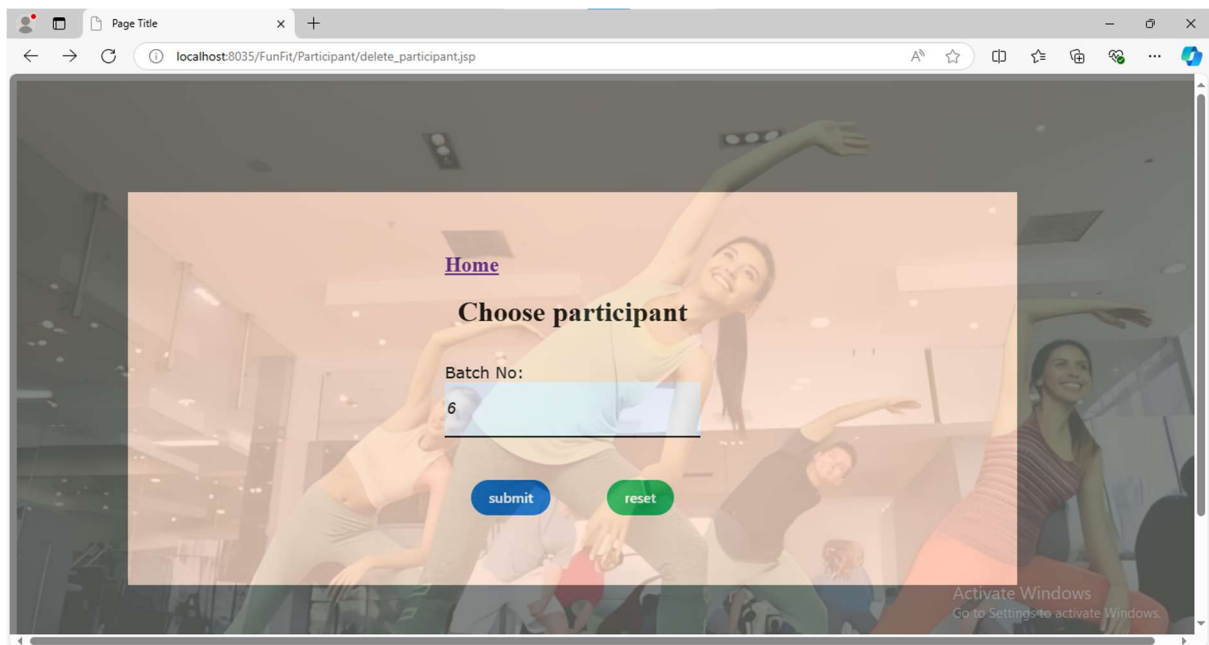 Page Title
localhost:8035/FunFit/Participant/delete_participant.jsp
Home
Choose participant
Batch No:
6
submit
reset
Activate Windows
Go to Settings to activate Windows.